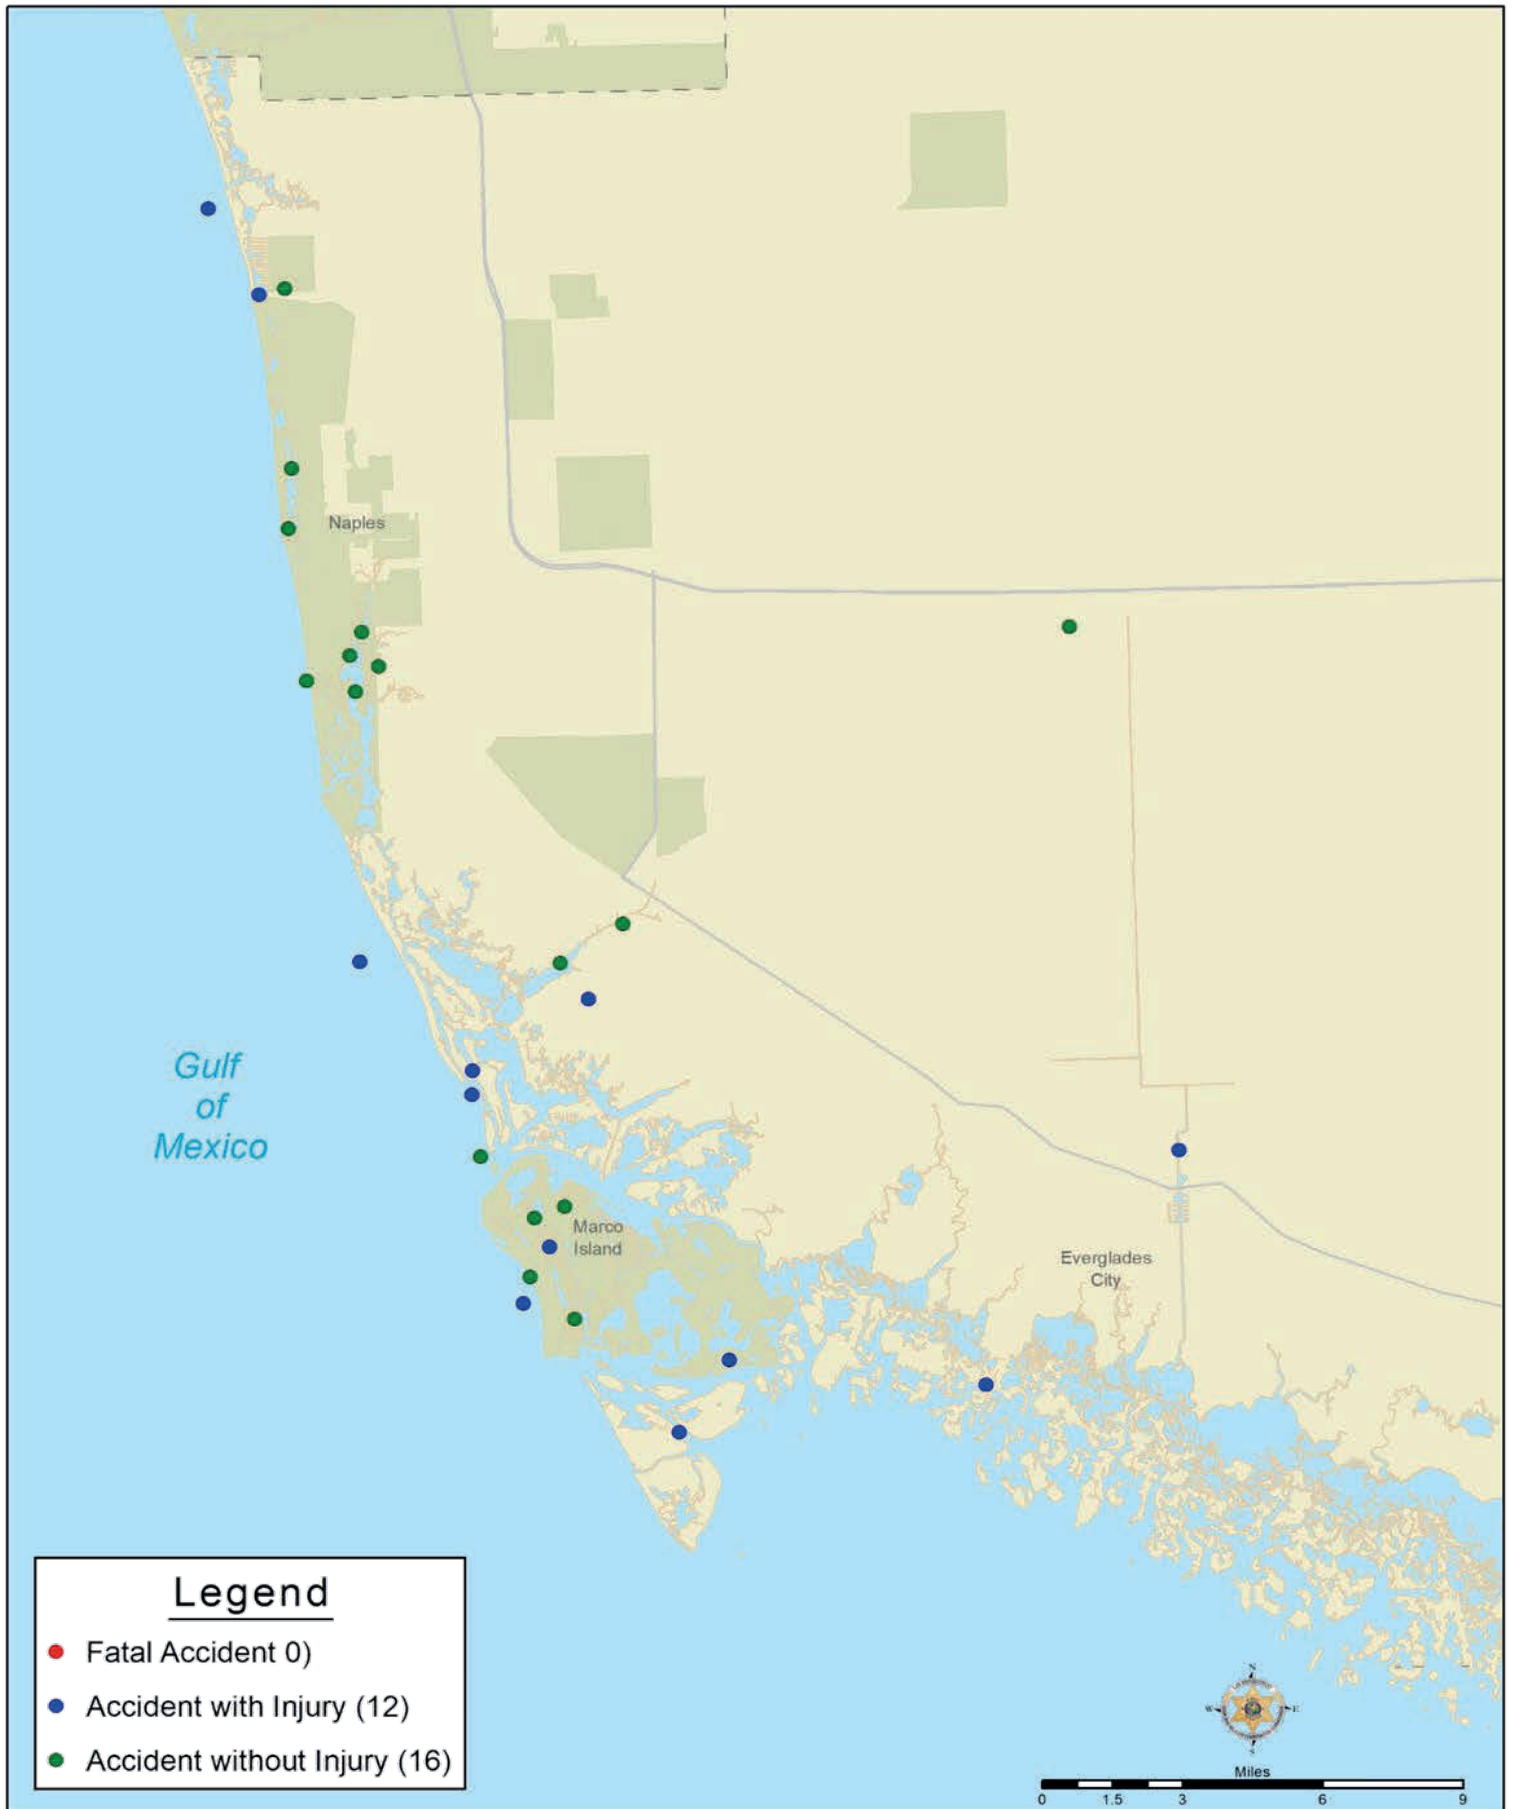 Naples
Gulf
of
Mexico
Marco
Island
Everglades
City
Legend
Fatal Accident 0)
Accident with Injury (12)
Accident without Injury (16)
N
W
E
S
Miles
0 1.5 3 6 9